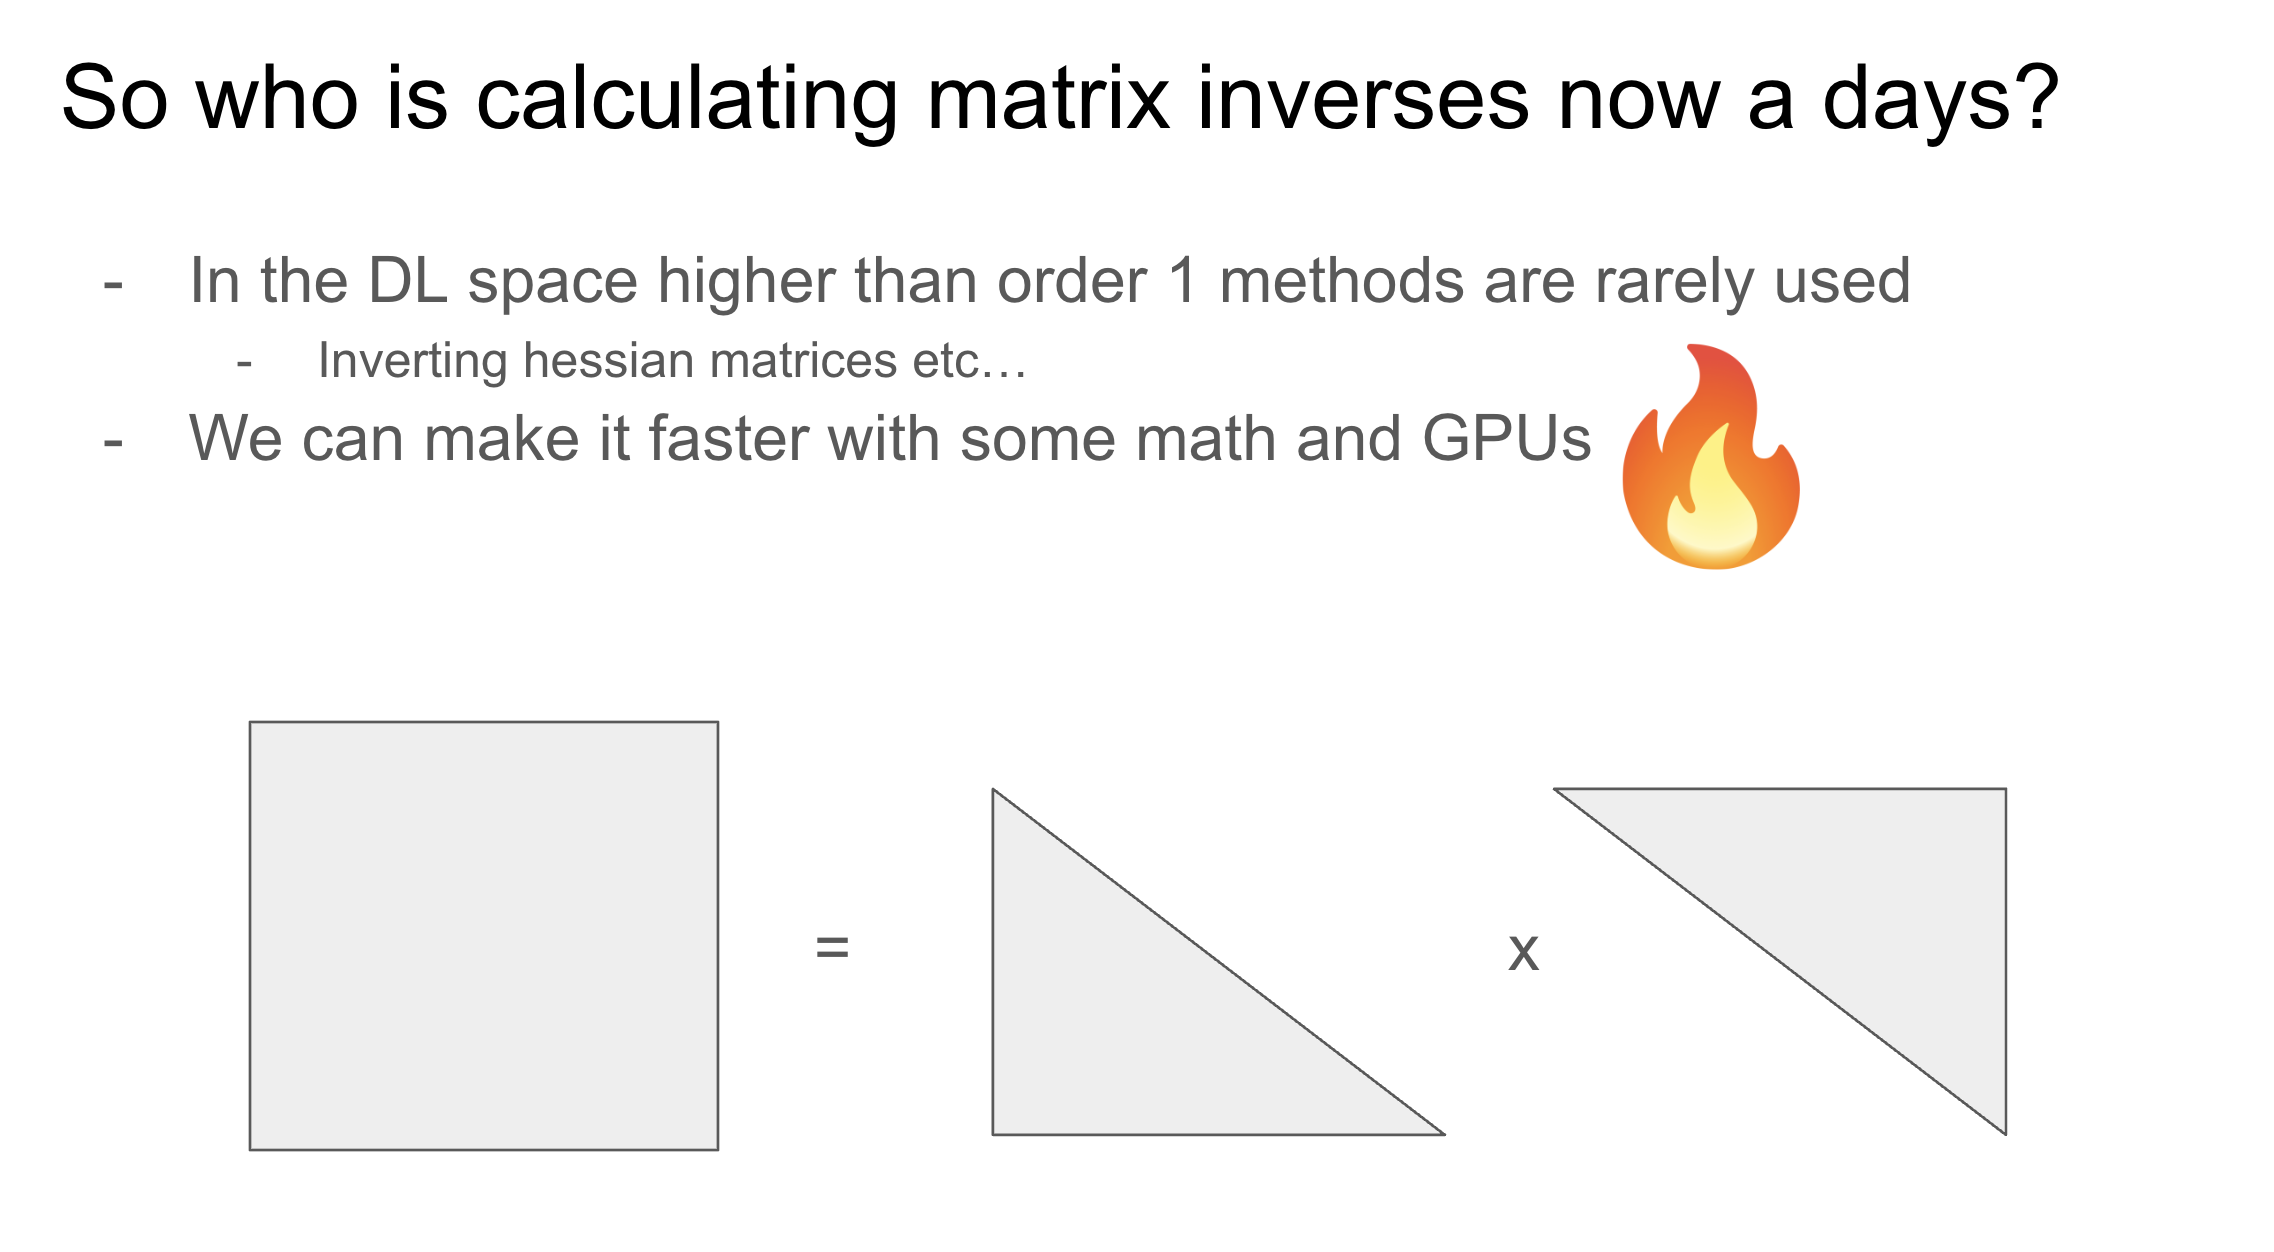 So who is calculating matrix inverses now a days?
- In the DL space higher than order 1 methods are rarely used
- Inverting hessian matrices etc…
- We can make it faster with some math and GPUs
= x